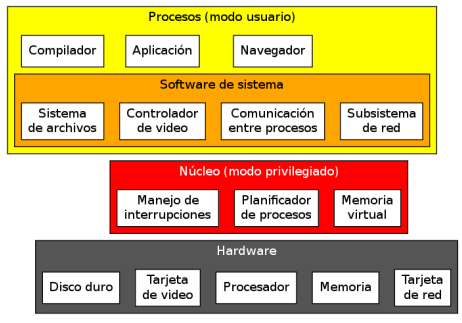 Procesos (modo usuario)
Compilador
Aplicación
Navegador
Software de sistema
Sistema
de archivos
Controlador
de video
Comunicación
entre procesos
Subsistema
de red
Núcleo (modo privilegiado)
Manejo de
interrupciones
Planificador
de procesos
Memoria
virtual
Hardware
Disco duro
Tarjeta
de video
Procesador
Memoria
Tarjeta
de red